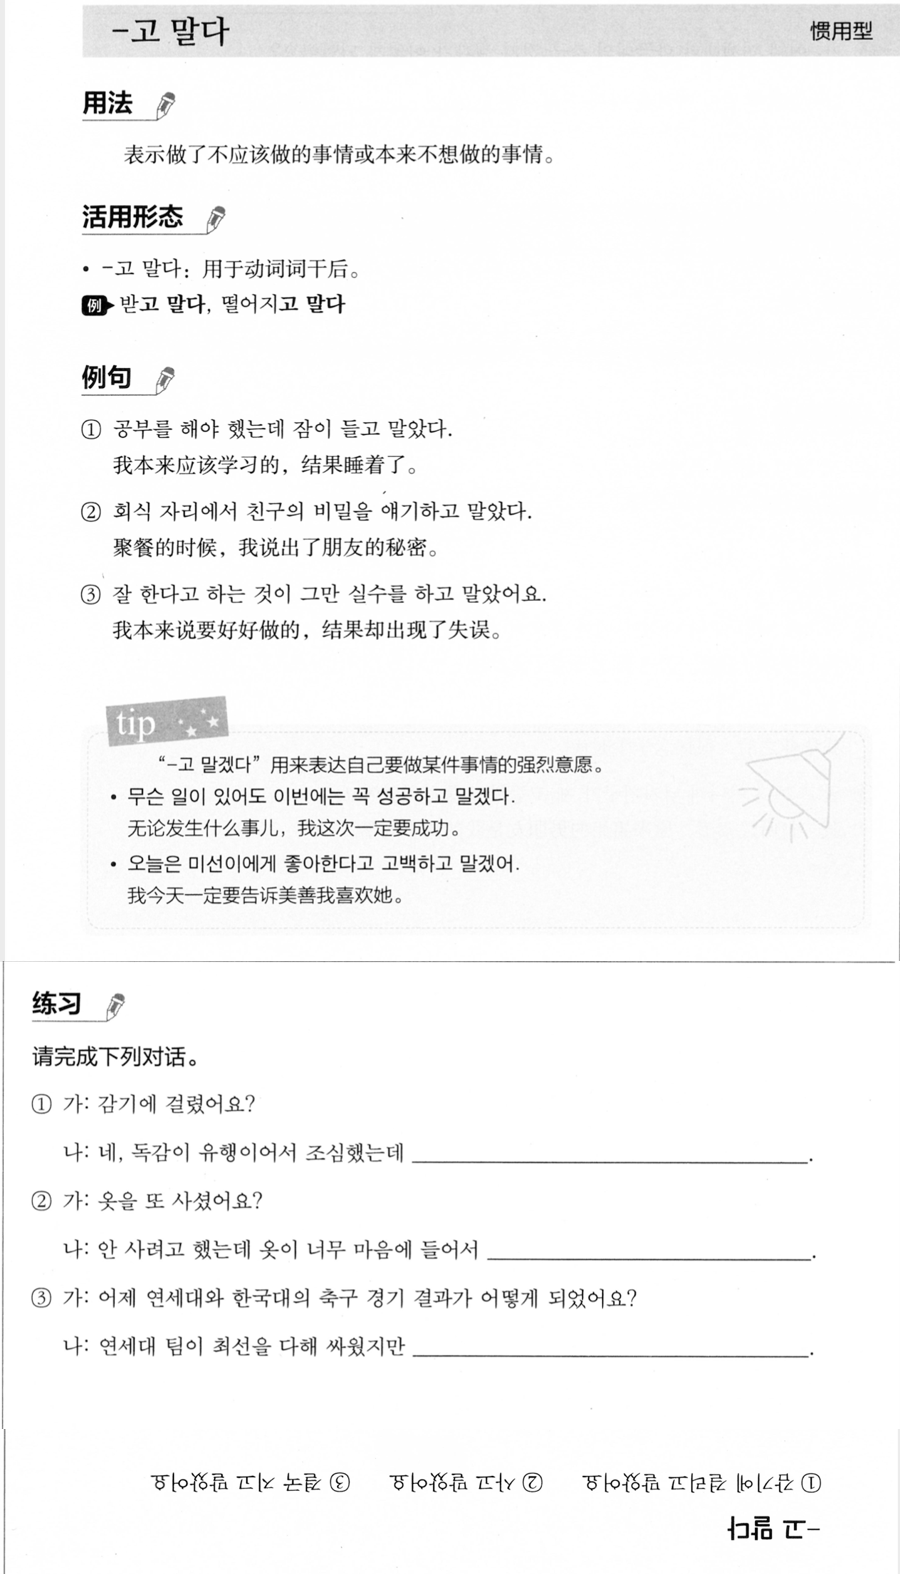 -고 말다
惯用型
用法
表示做了不应该做的事情或本来不想做的事情。
活用形态
• -고 말다：用于动词词干后。
例 받고 말다, 떨어지고 말다
例句
① 공부를 해야 했는데 잠이 들고 말았다.
我本来应该学习的，结果睡着了。
② 회식 자리에서 친구의 비밀을 얘기하고 말았다.
聚餐的时候，我说出了朋友的秘密。
③ 잘 한다고 하는 것이 그만 실수를 하고 말았어요.
我本来说要好好做的，结果却出现了失误。
tip
“-고 말겠다”用来表达自己要做某件事情的强烈意愿。
• 무슨 일이 있어도 이번에는 꼭 성공하고 말겠다.
无论发生什么事儿，我这次一定要成功。
• 오늘은 미선이에게 좋아한다고 고백하고 말겠어.
我今天一定要告诉美善我喜欢她。
练习
请完成下列对话。
① 가: 감기에 걸렸어요?
나: 네, 독감이 유행이어서 조심했는데 ____________________.
② 가: 옷을 또 사셨어요?
나: 안 사려고 했는데 옷이 너무 마음에 들어서 ____________________.
③ 가: 어제 연세대와 한국대의 축구 경기 결과가 어떻게 되었어요?
나: 연세대 팀이 최선을 다해 싸웠지만 ____________________.
-고 말다
① 감기에 걸리고 말았어요 ② 사고 말았어요 ③ 결국 지고 말았어요